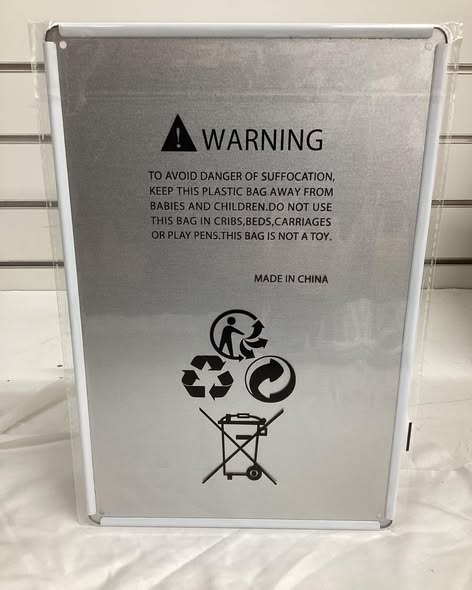 WARNING
TO AVOID DANGER OF SUFFOCATION,
KEEP THIS PLASTIC BAG AWAY FROM
BABIES AND CHILDREN.DO NOT USE
THIS BAG IN CRIBS,BEDS,CARRIAGES
OR PLAY PENS.THIS BAG IS NOT A TOY.
MADE IN CHINA